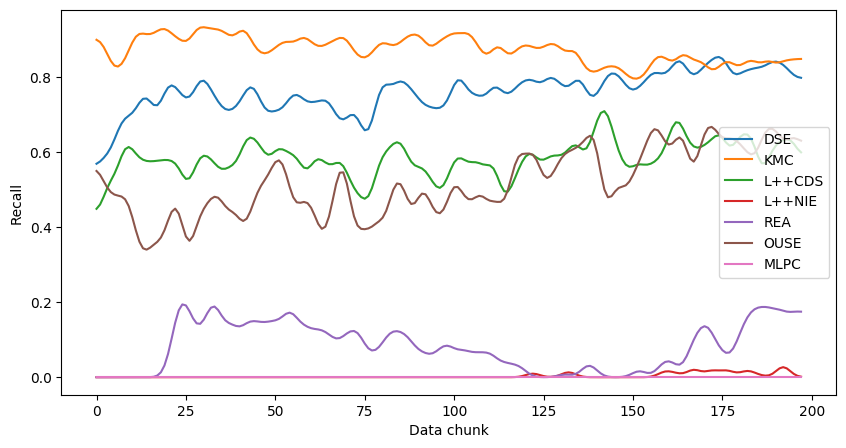 Recall
0.8
0.6
0.4
0.2
0.0
DSE
KMC
L++CDS
L++NIE
REA
OUSE
MLPC
0 25 50 75 100 125 150 175 200
Data chunk